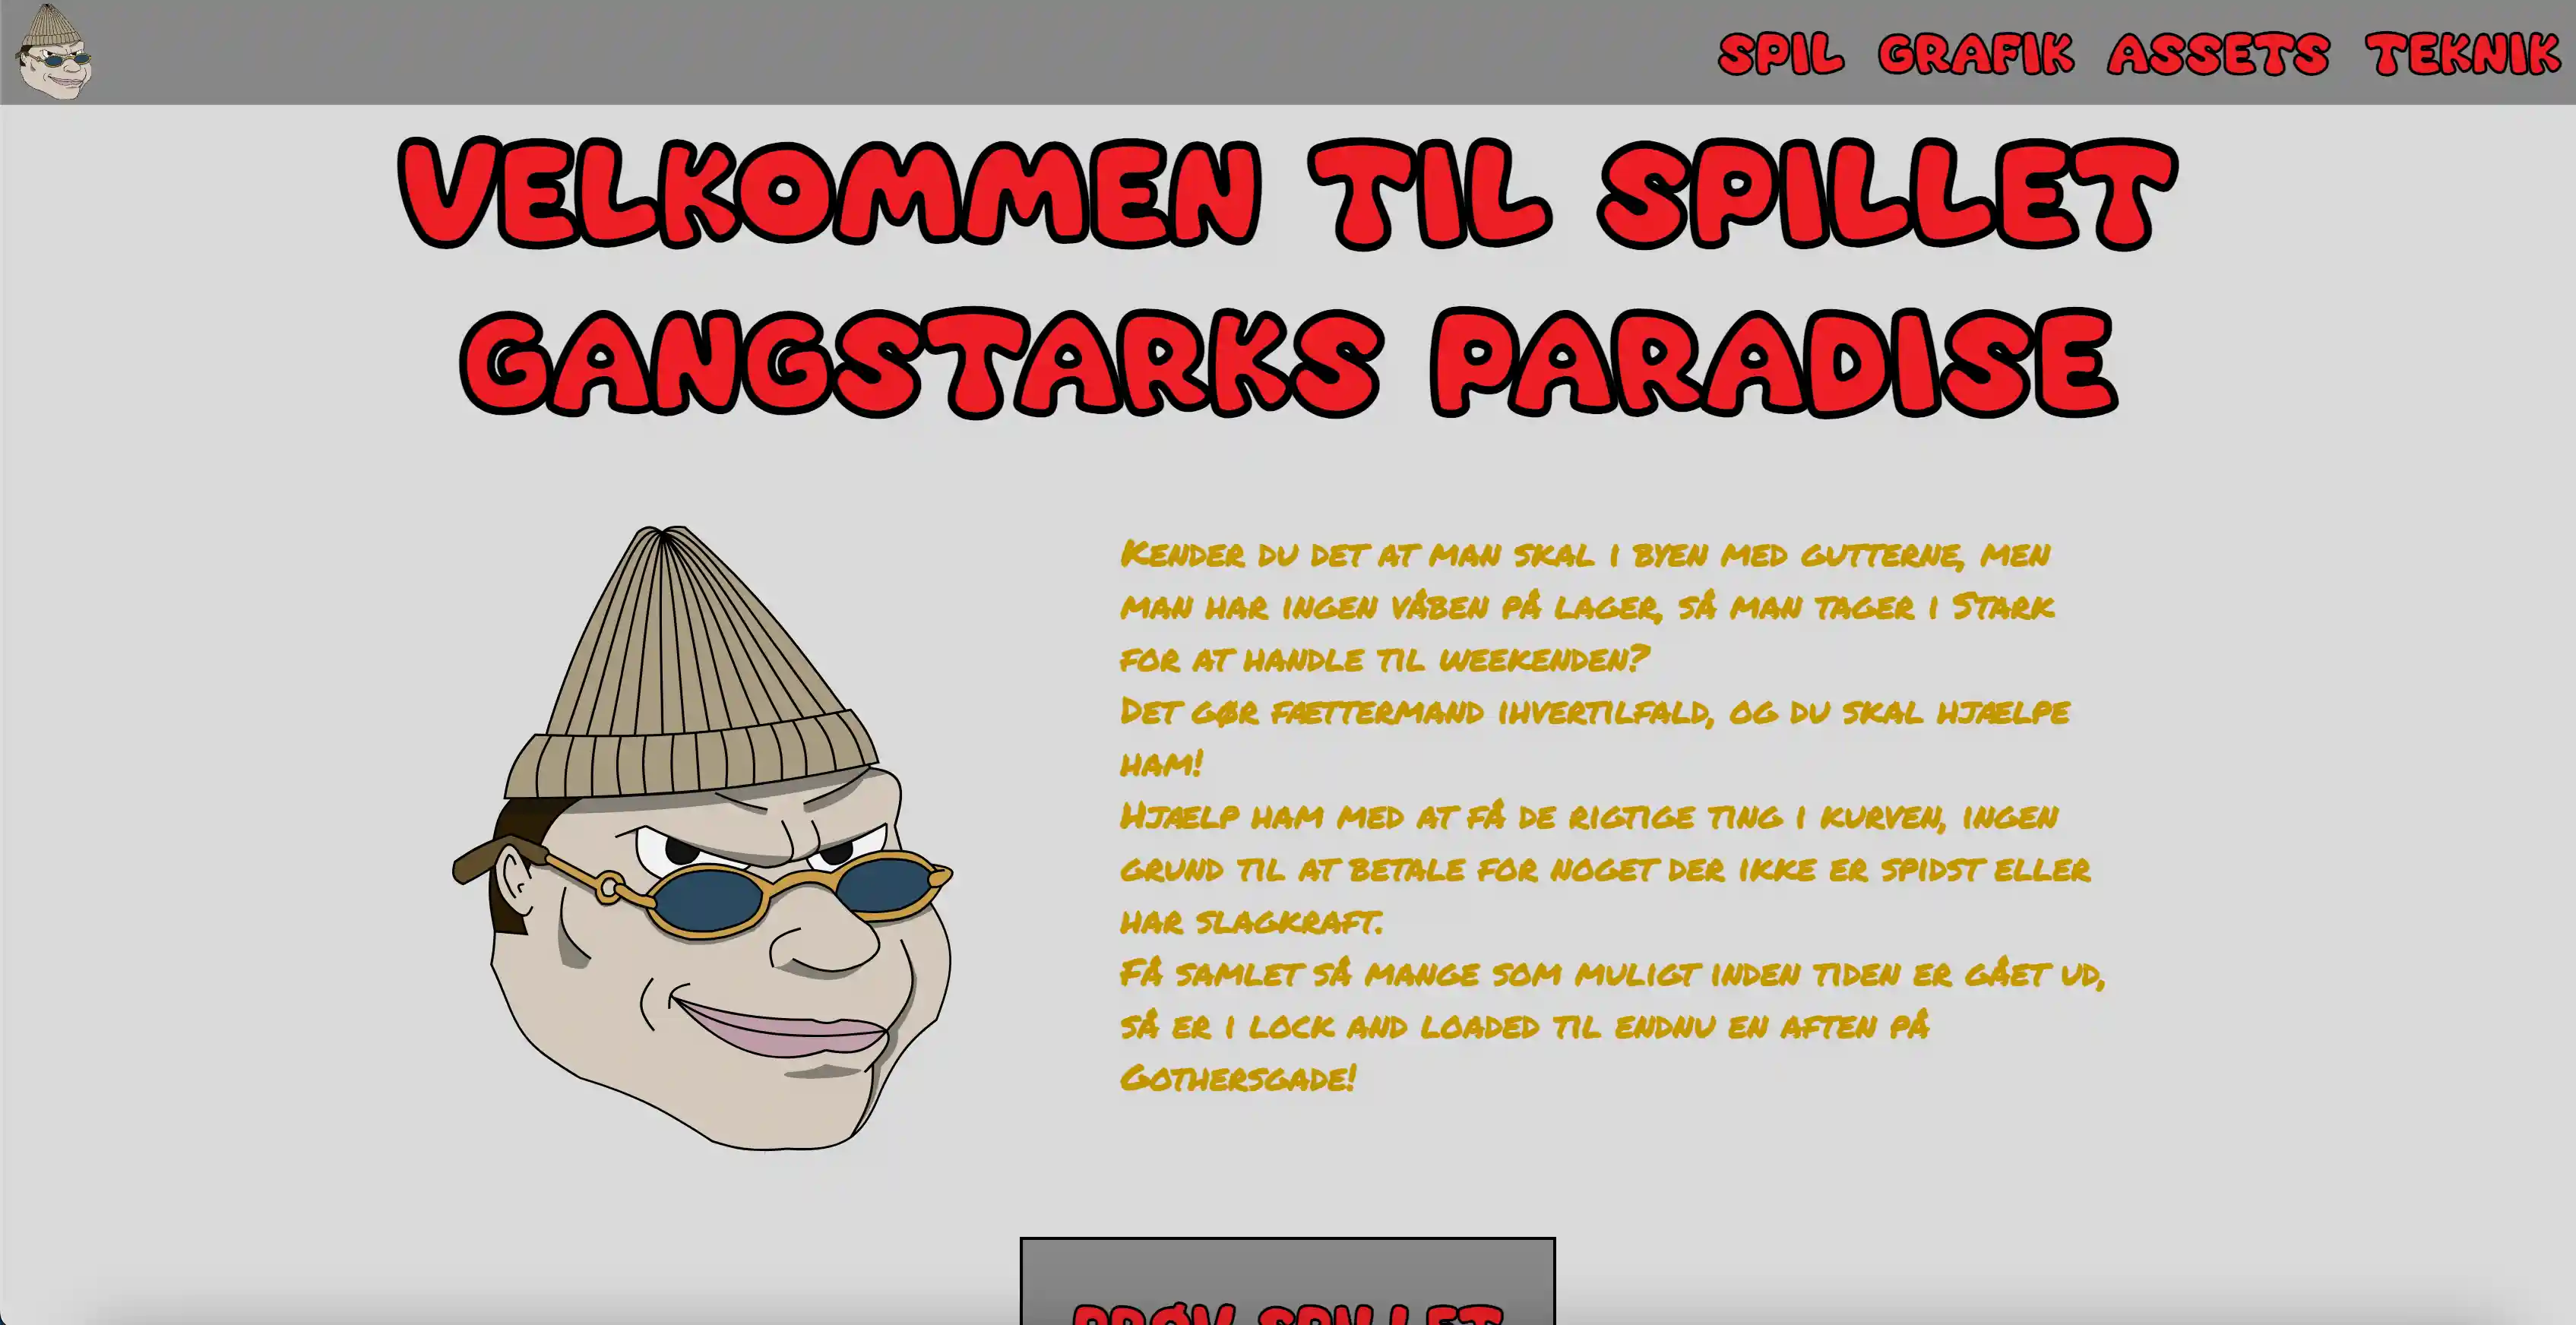 SPIL GRAFIK ASSETS TEKNIK
VELKOMMEN TIL SPILLET
GANGSTARKS PARADISE
Kender du det at man skal i byen med gutterne, men
man har ingen våben på lager, så man tager i Stark
for at handle til weekenden?
Det gør fættermand ihvertilfald, og du skal hjælpe
ham!
Hjælp ham med at få de rigtige ting i kurven, ingen
grund til at betale for noget der ikke er spidst eller
har slagkraft.
Få samlet så mange som muligt inden tiden er gået ud,
så er i lock and loaded til endnu en aften på
Gothersgade!
PRØV SPILLET